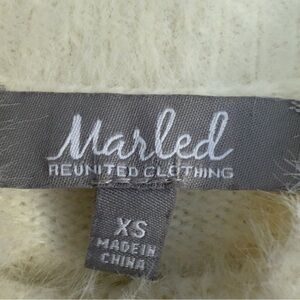 Marled
REUNITED CLOTHING
XS
MADE IN
CHINA